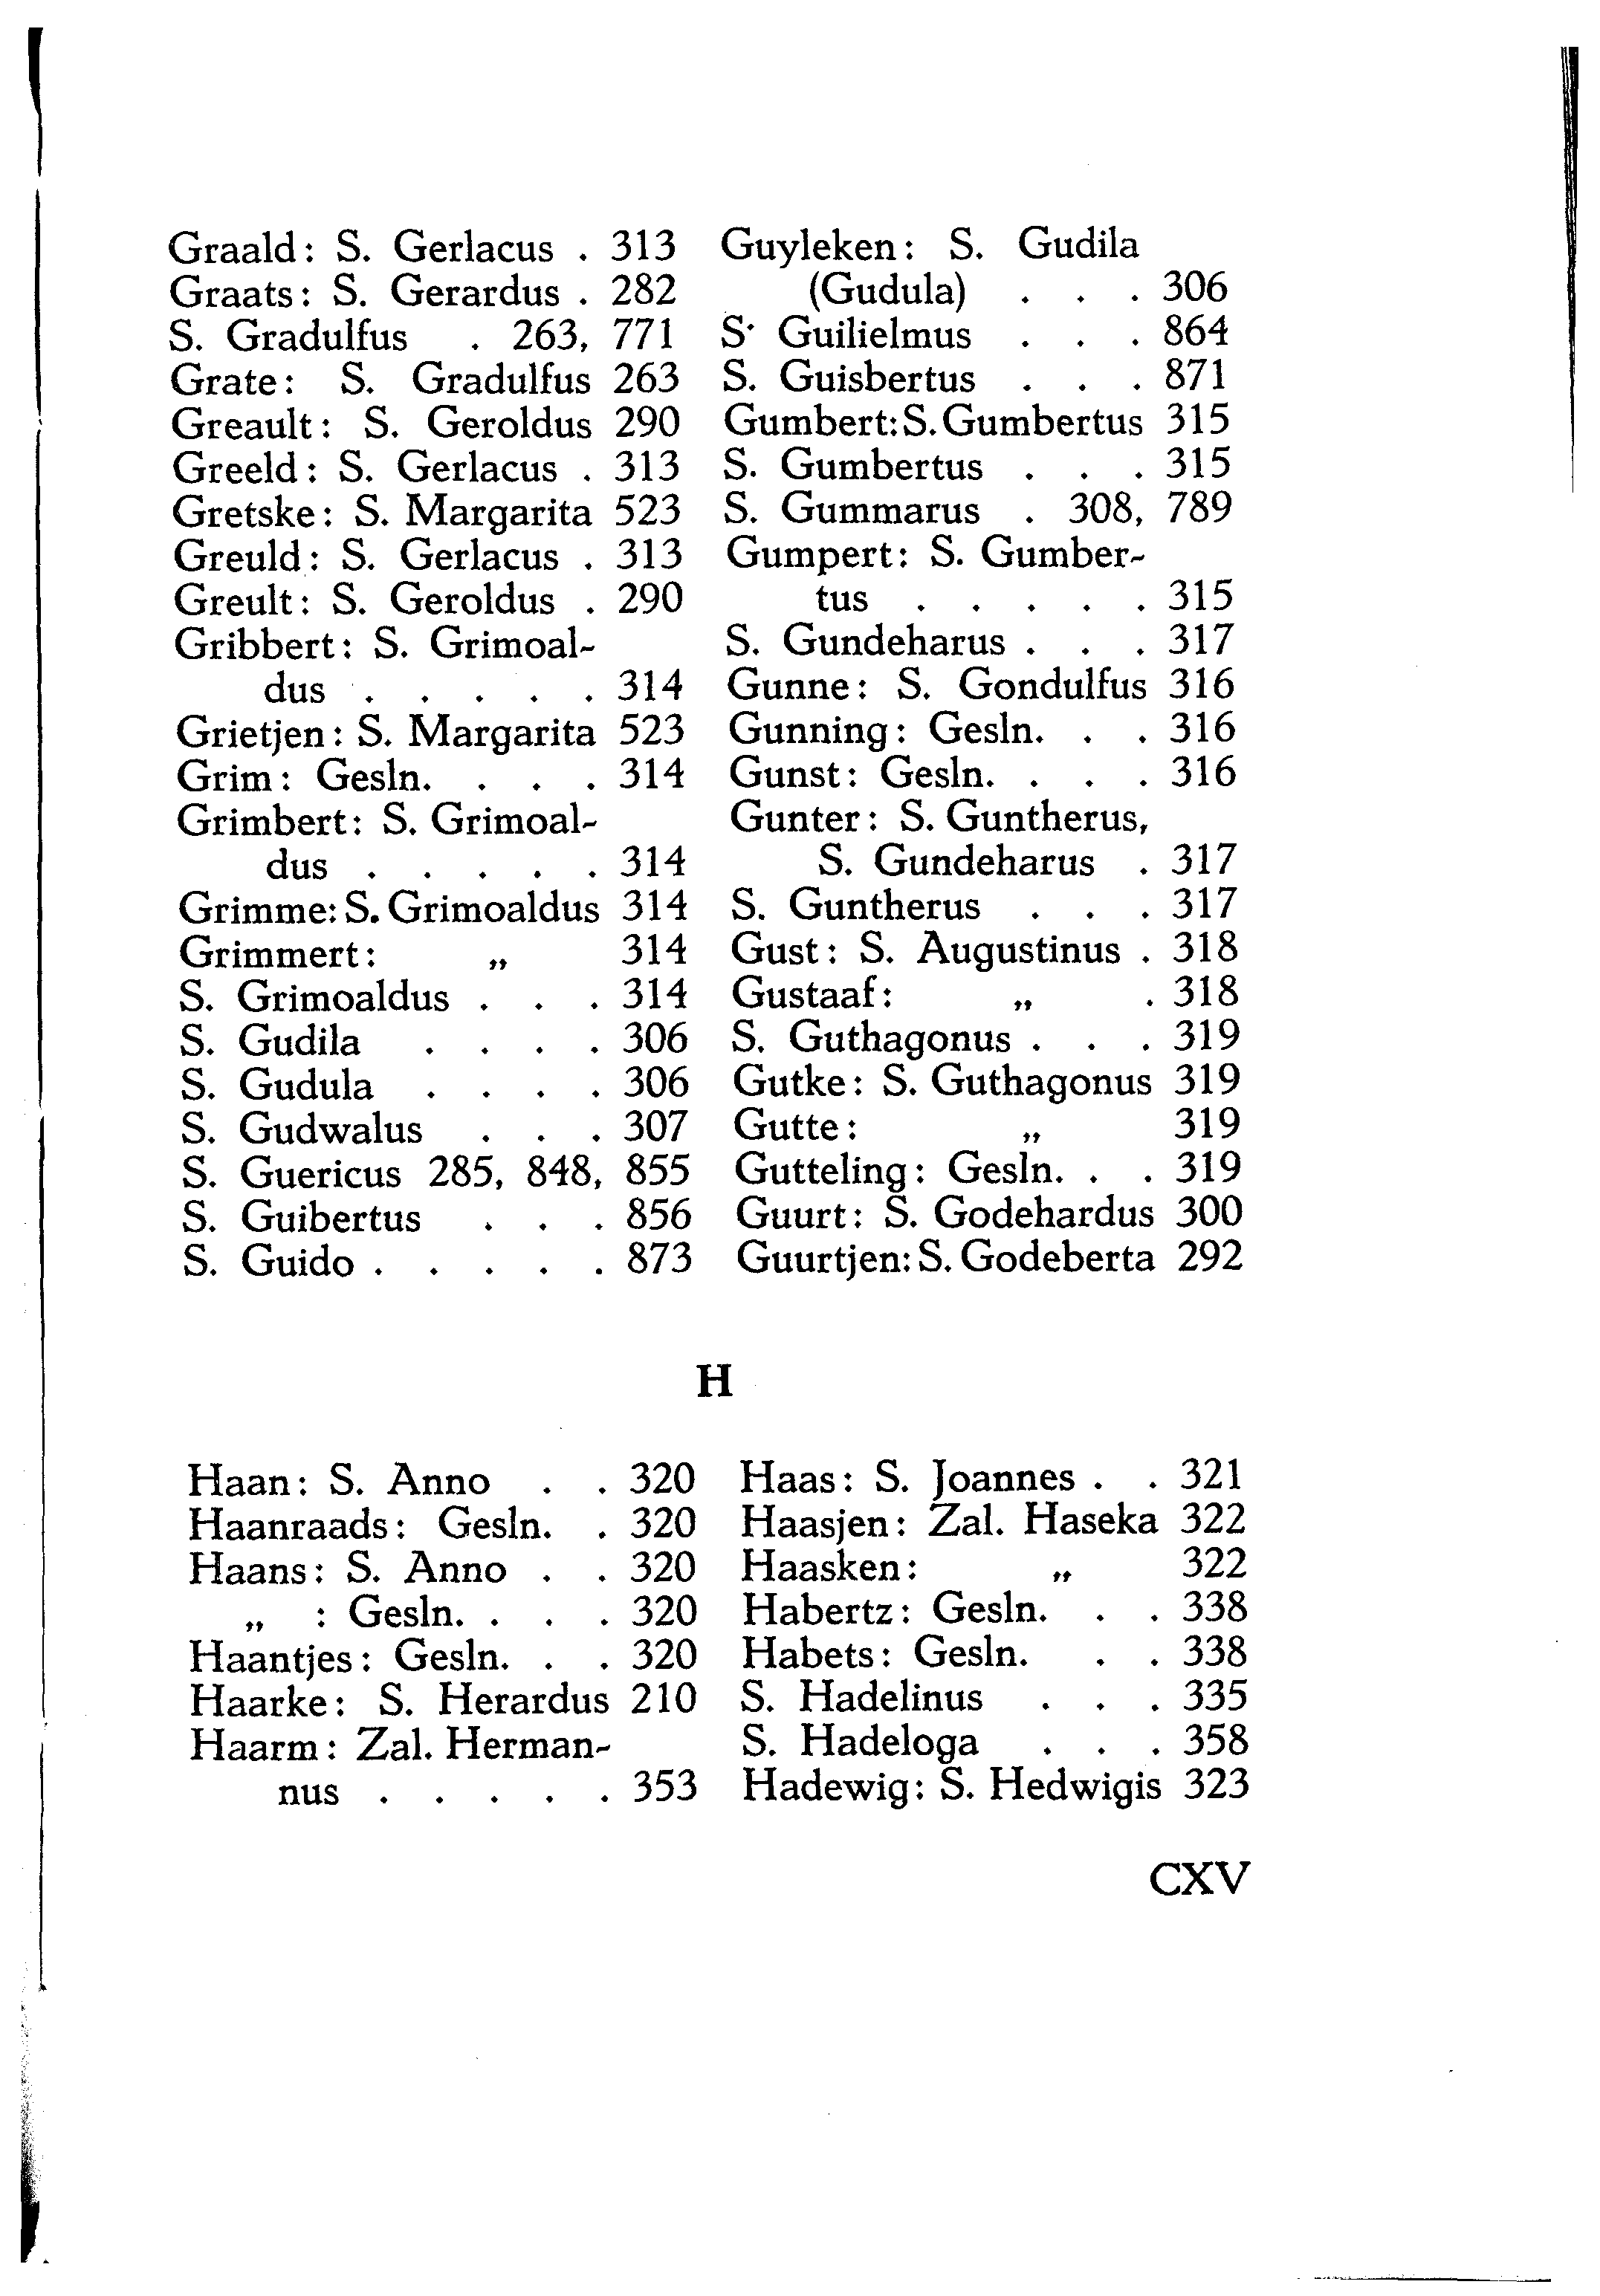 Graald: S. Gerlacus . 313
Graats: S. Gerardus . 282
S. Gradulfus . 263, 771
Grate: S. Gradulfus 263
Greault: S. Geroldus 290
Greeld: S. Gerlacus . 313
Gretske: S. Margarita 523
Greuld: S. Gerlacus . 313
Greult: S. Geroldus . 290
Gribbert: S. Grimoal-
dus . . . . . 314
Grietjen: S. Margarita 523
Grim: Gesln. . . . 314
Grimbert: S. Grimoal-
dus . . . . . 314
Grimme: S. Grimoaldus 314
Grimmert: „ 314
S. Grimoaldus . . . 314
S. Gudila . . . . 306
S. Gudula . . . . 306
S. Gudwalus . . . 307
S. Guericus 285, 848, 855
S. Guibertus . . . 856
S. Guido . . . . . 873
Guyleken: S. Gudila
(Gudula) . . . 306
S· Guilielmus . . . 864
S. Guisbertus . . . 871
Gumbert: S. Gumbertus 315
S. Gumbertus . . . 315
S. Gummarus . 308, 789
Gumpert: S. Gumber-
tus . . . . . 315
S. Gundeharus . . . 317
Gunne: S. Gondulfus 316
Gunning: Gesln. . . 316
Gunst: Gesln. . . . 316
Gunter: S. Guntherus,
S. Gundeharus . 317
S. Guntherus . . . 317
Gust: S. Augustinus . 318
Gustaaf: „ . 318
S. Guthagonus . . . 319
Gutke: S. Guthagonus 319
Gutte: „ 319
Gutteling: Gesln. . . 319
Guurt: S. Godehardus 300
Guurtjen: S. Godeberta 292
H
Haan: S. Anno . . 320
Haanraads: Gesln. . 320
Haans: S. Anno . . 320
„ : Gesln. . . . 320
Haantjes: Gesln. . . 320
Haarke: S. Herardus 210
Haarm: Zal. Herman-
nus . . . . . 353
Haas: S. Joannes . . 321
Haasjen: Zal. Haseka 322
Haasken: „ 322
Habertz: Gesln. . . 338
Habets: Gesln. . . 338
S. Hadelinus . . . 335
S. Hadeloga . . . 358
Hadewig: S. Hedwigis 323
CXV